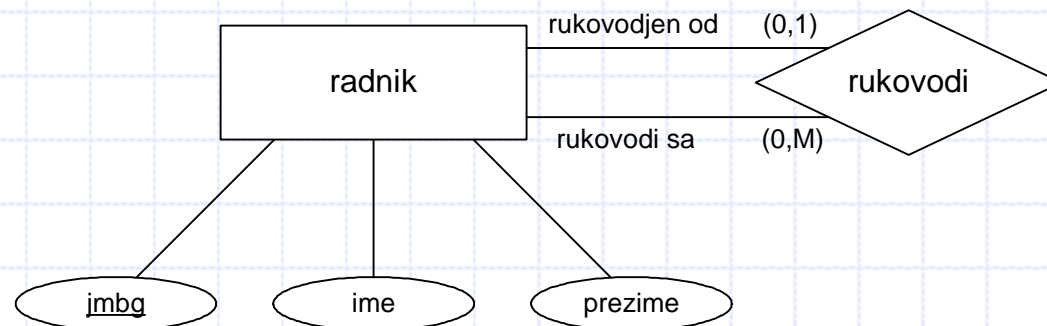 rukovodjen od (0,1)
radnik
rukovodi
rukovodi sa (0,M)
jmbg
ime
prezime